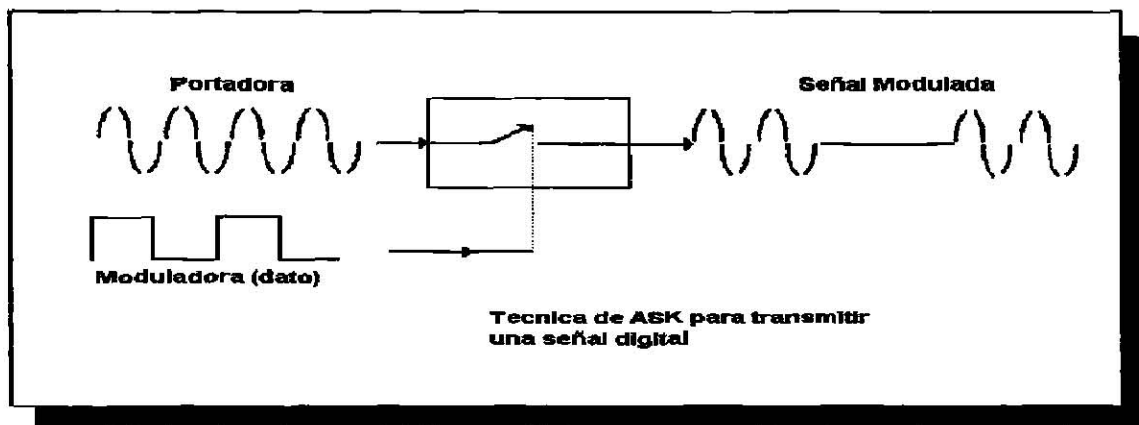 Portadora
Señal Modulada
Moduladora (dato)
Tecnica de ASK para transmitir
una señal digital